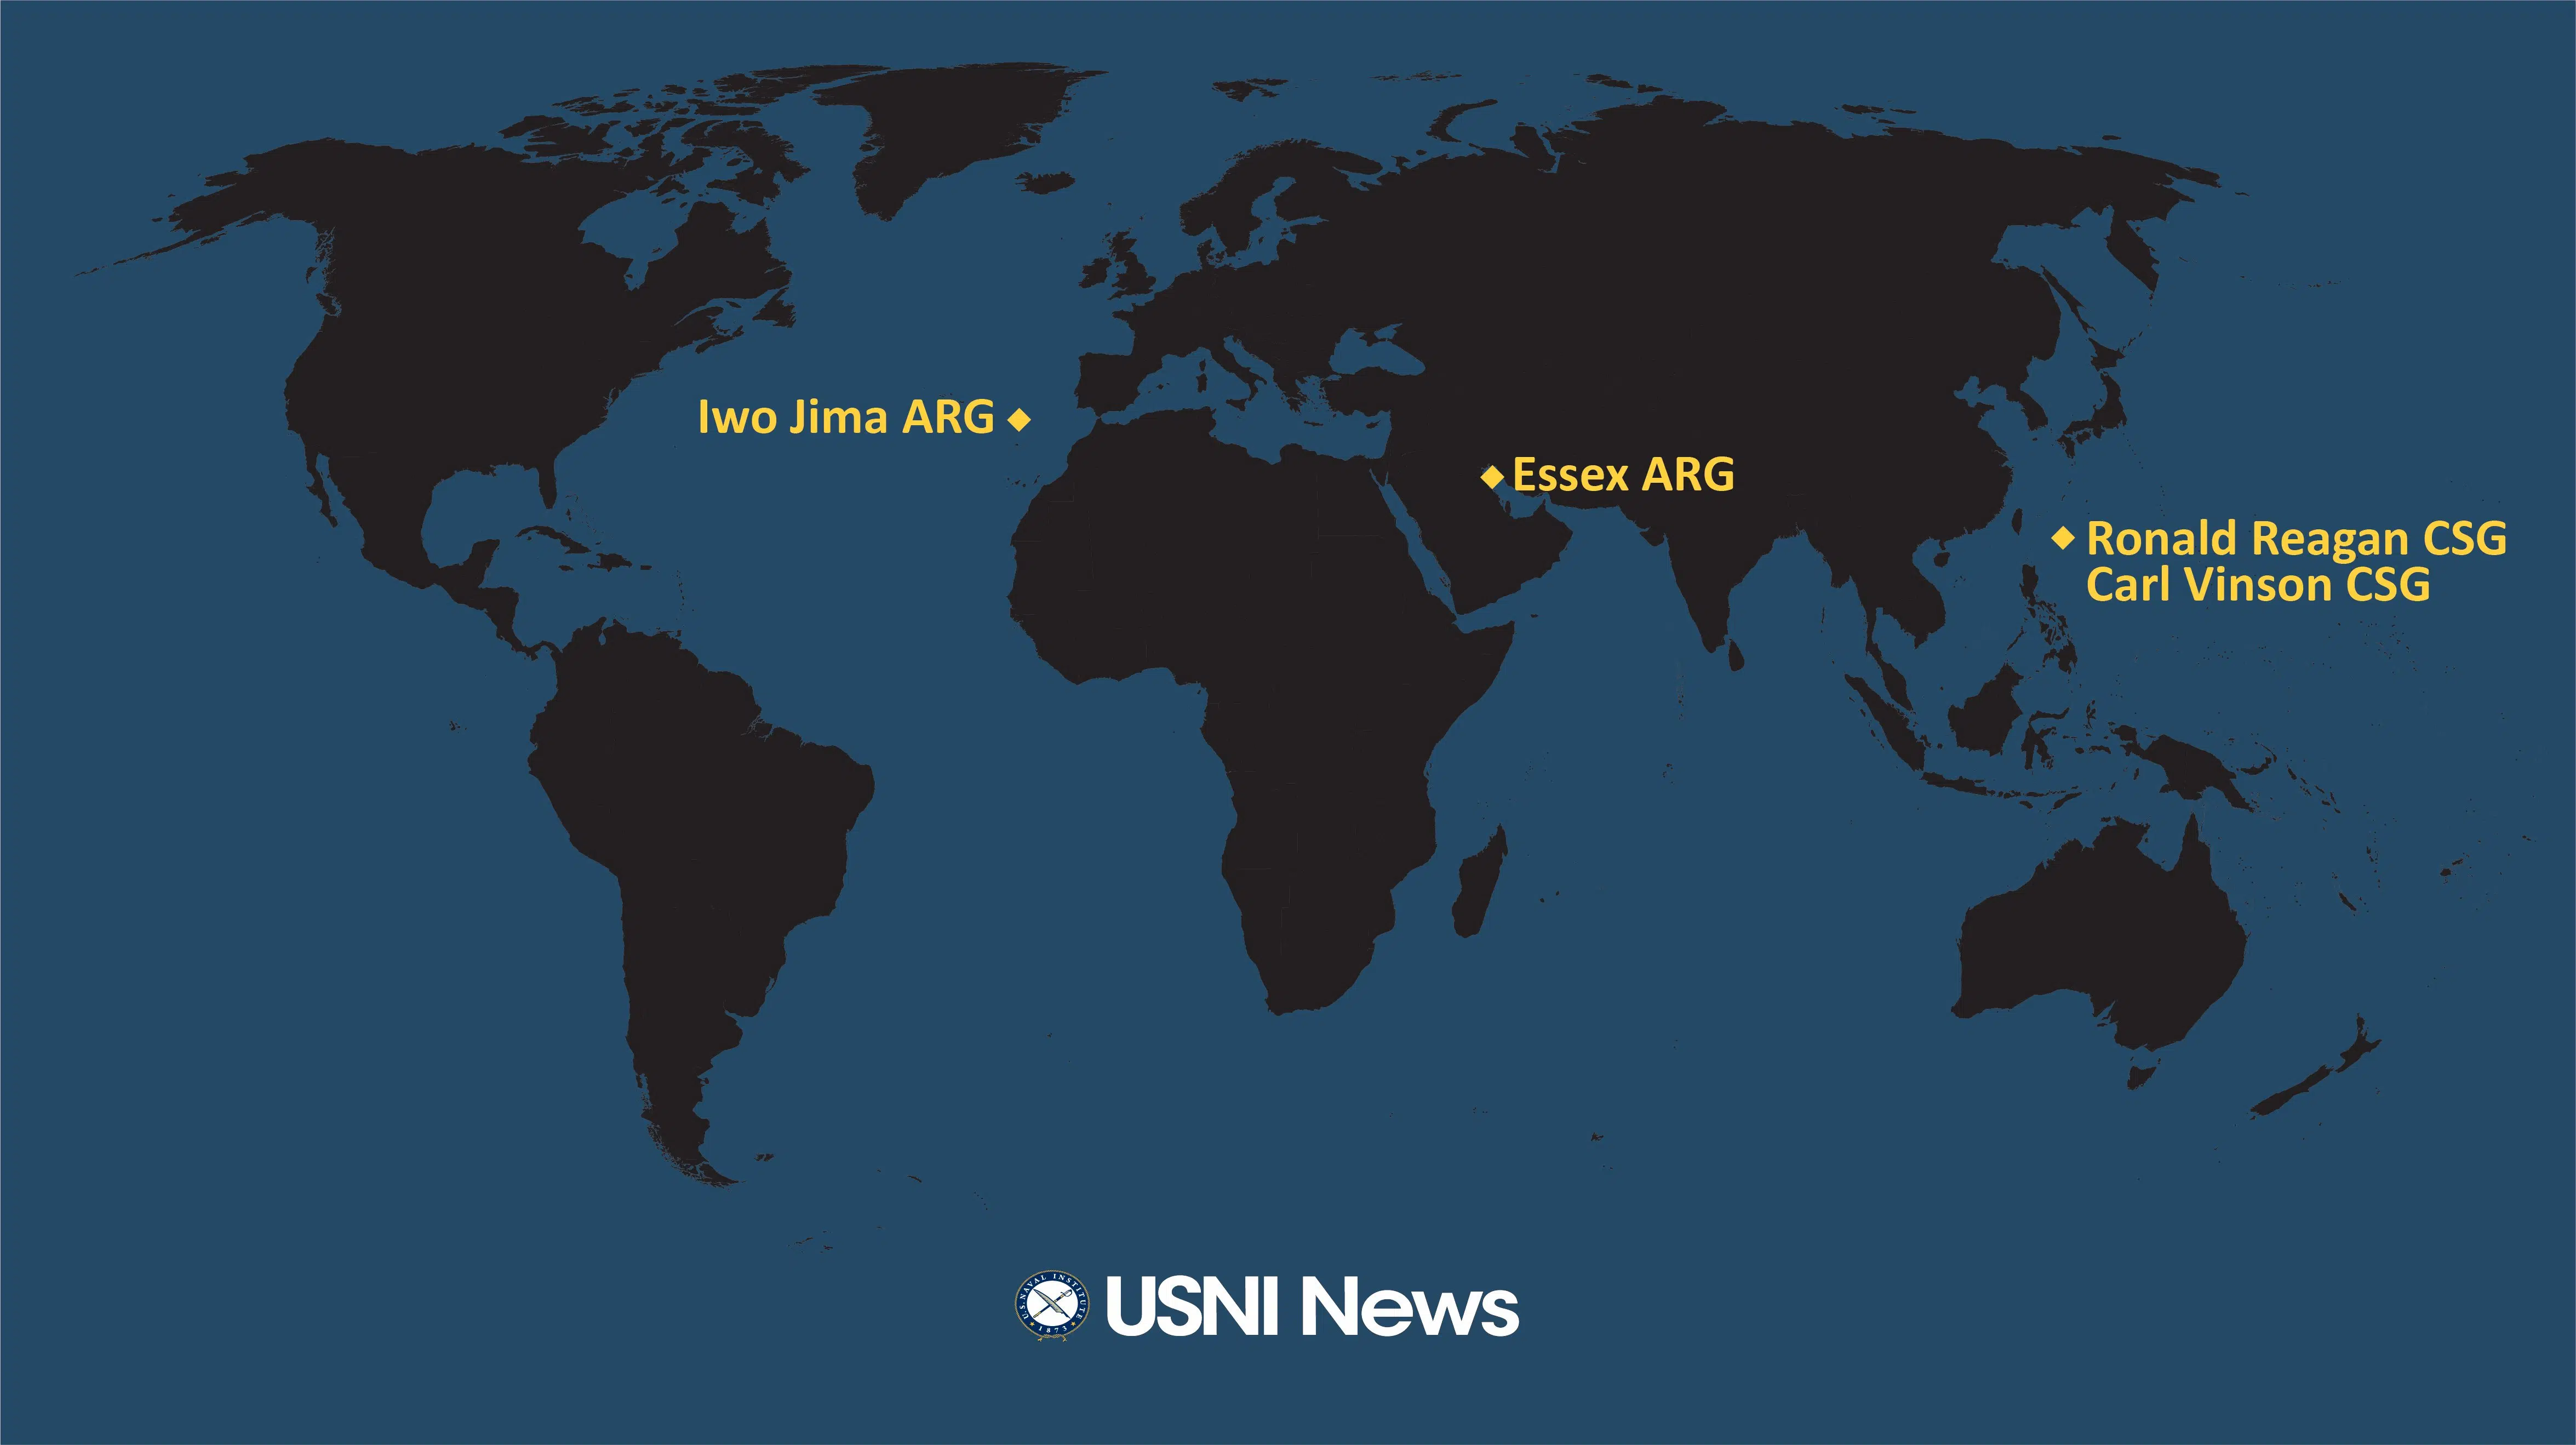 Iwo Jima ARG
Essex ARG
Ronald Reagan CSG
Carl Vinson CSG
U.S. NAVAL INSTITUTE
1873
USNI News